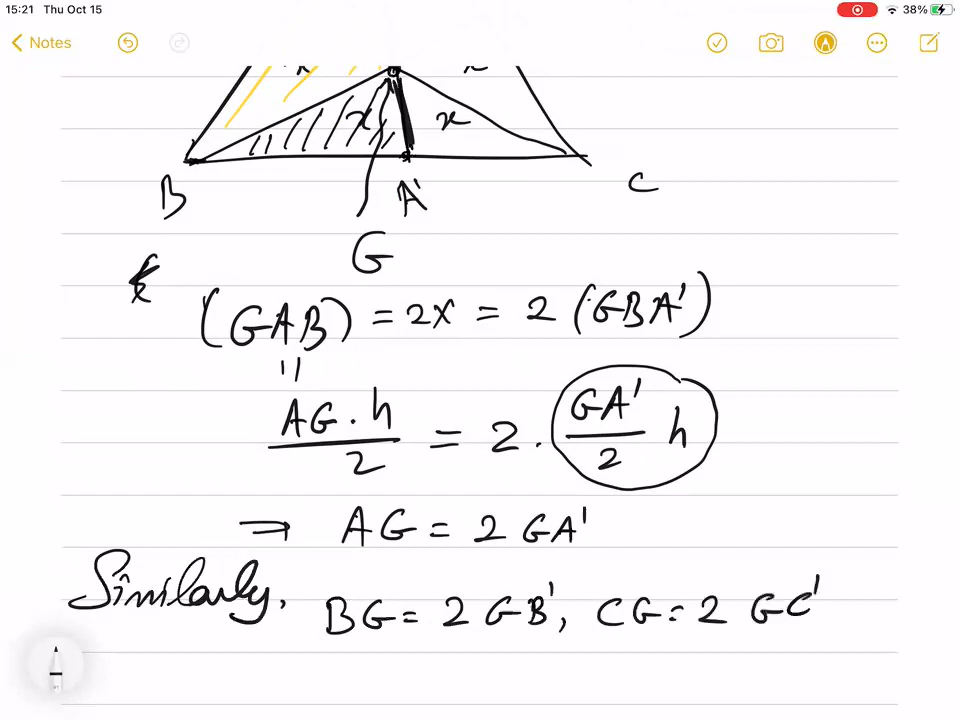 15:21 Thu Oct 15 38%
Notes
x x
x x
B A' C
G
(GAB) = 2x = 2 (GBA')
AG . h / 2 = 2 . GA' / 2 h
⇒ AG = 2 GA'
Similarly, BG = 2 GB', CG = 2 GC'